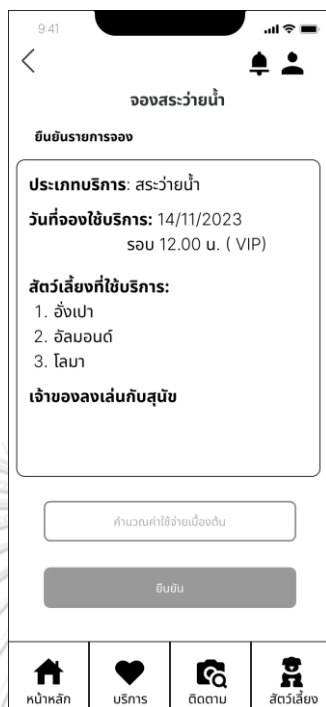 9:41
จองสระว่ายน้ำ
ยืนยันรายการจอง
ประเภทบริการ: สระว่ายน้ำ
วันที่จองใช้บริการ: 14/11/2023
รอบ 12.00 น. ( VIP)
สัตว์เลี้ยงที่ใช้บริการ:
1. อั่งเปา
2. อัลมอนด์
3. โลมา
เจ้าของลงเล่นกับสุนัข
คำนวณค่าใช้จ่ายเบื้องต้น
ยืนยัน
หน้าหลัก บริการ ติดตาม สัตว์เลี้ยง